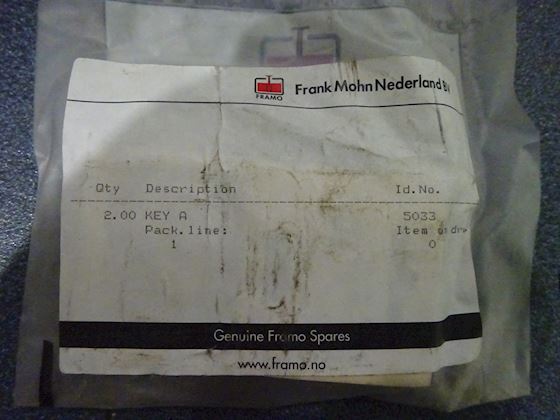 FRAMO
Frank Mohn Nederland BV
Qty Description Id.No.
2.00 KEY A 5033
Pack.line: Item
1 0
Genuine Framo Spares
www.framo.no